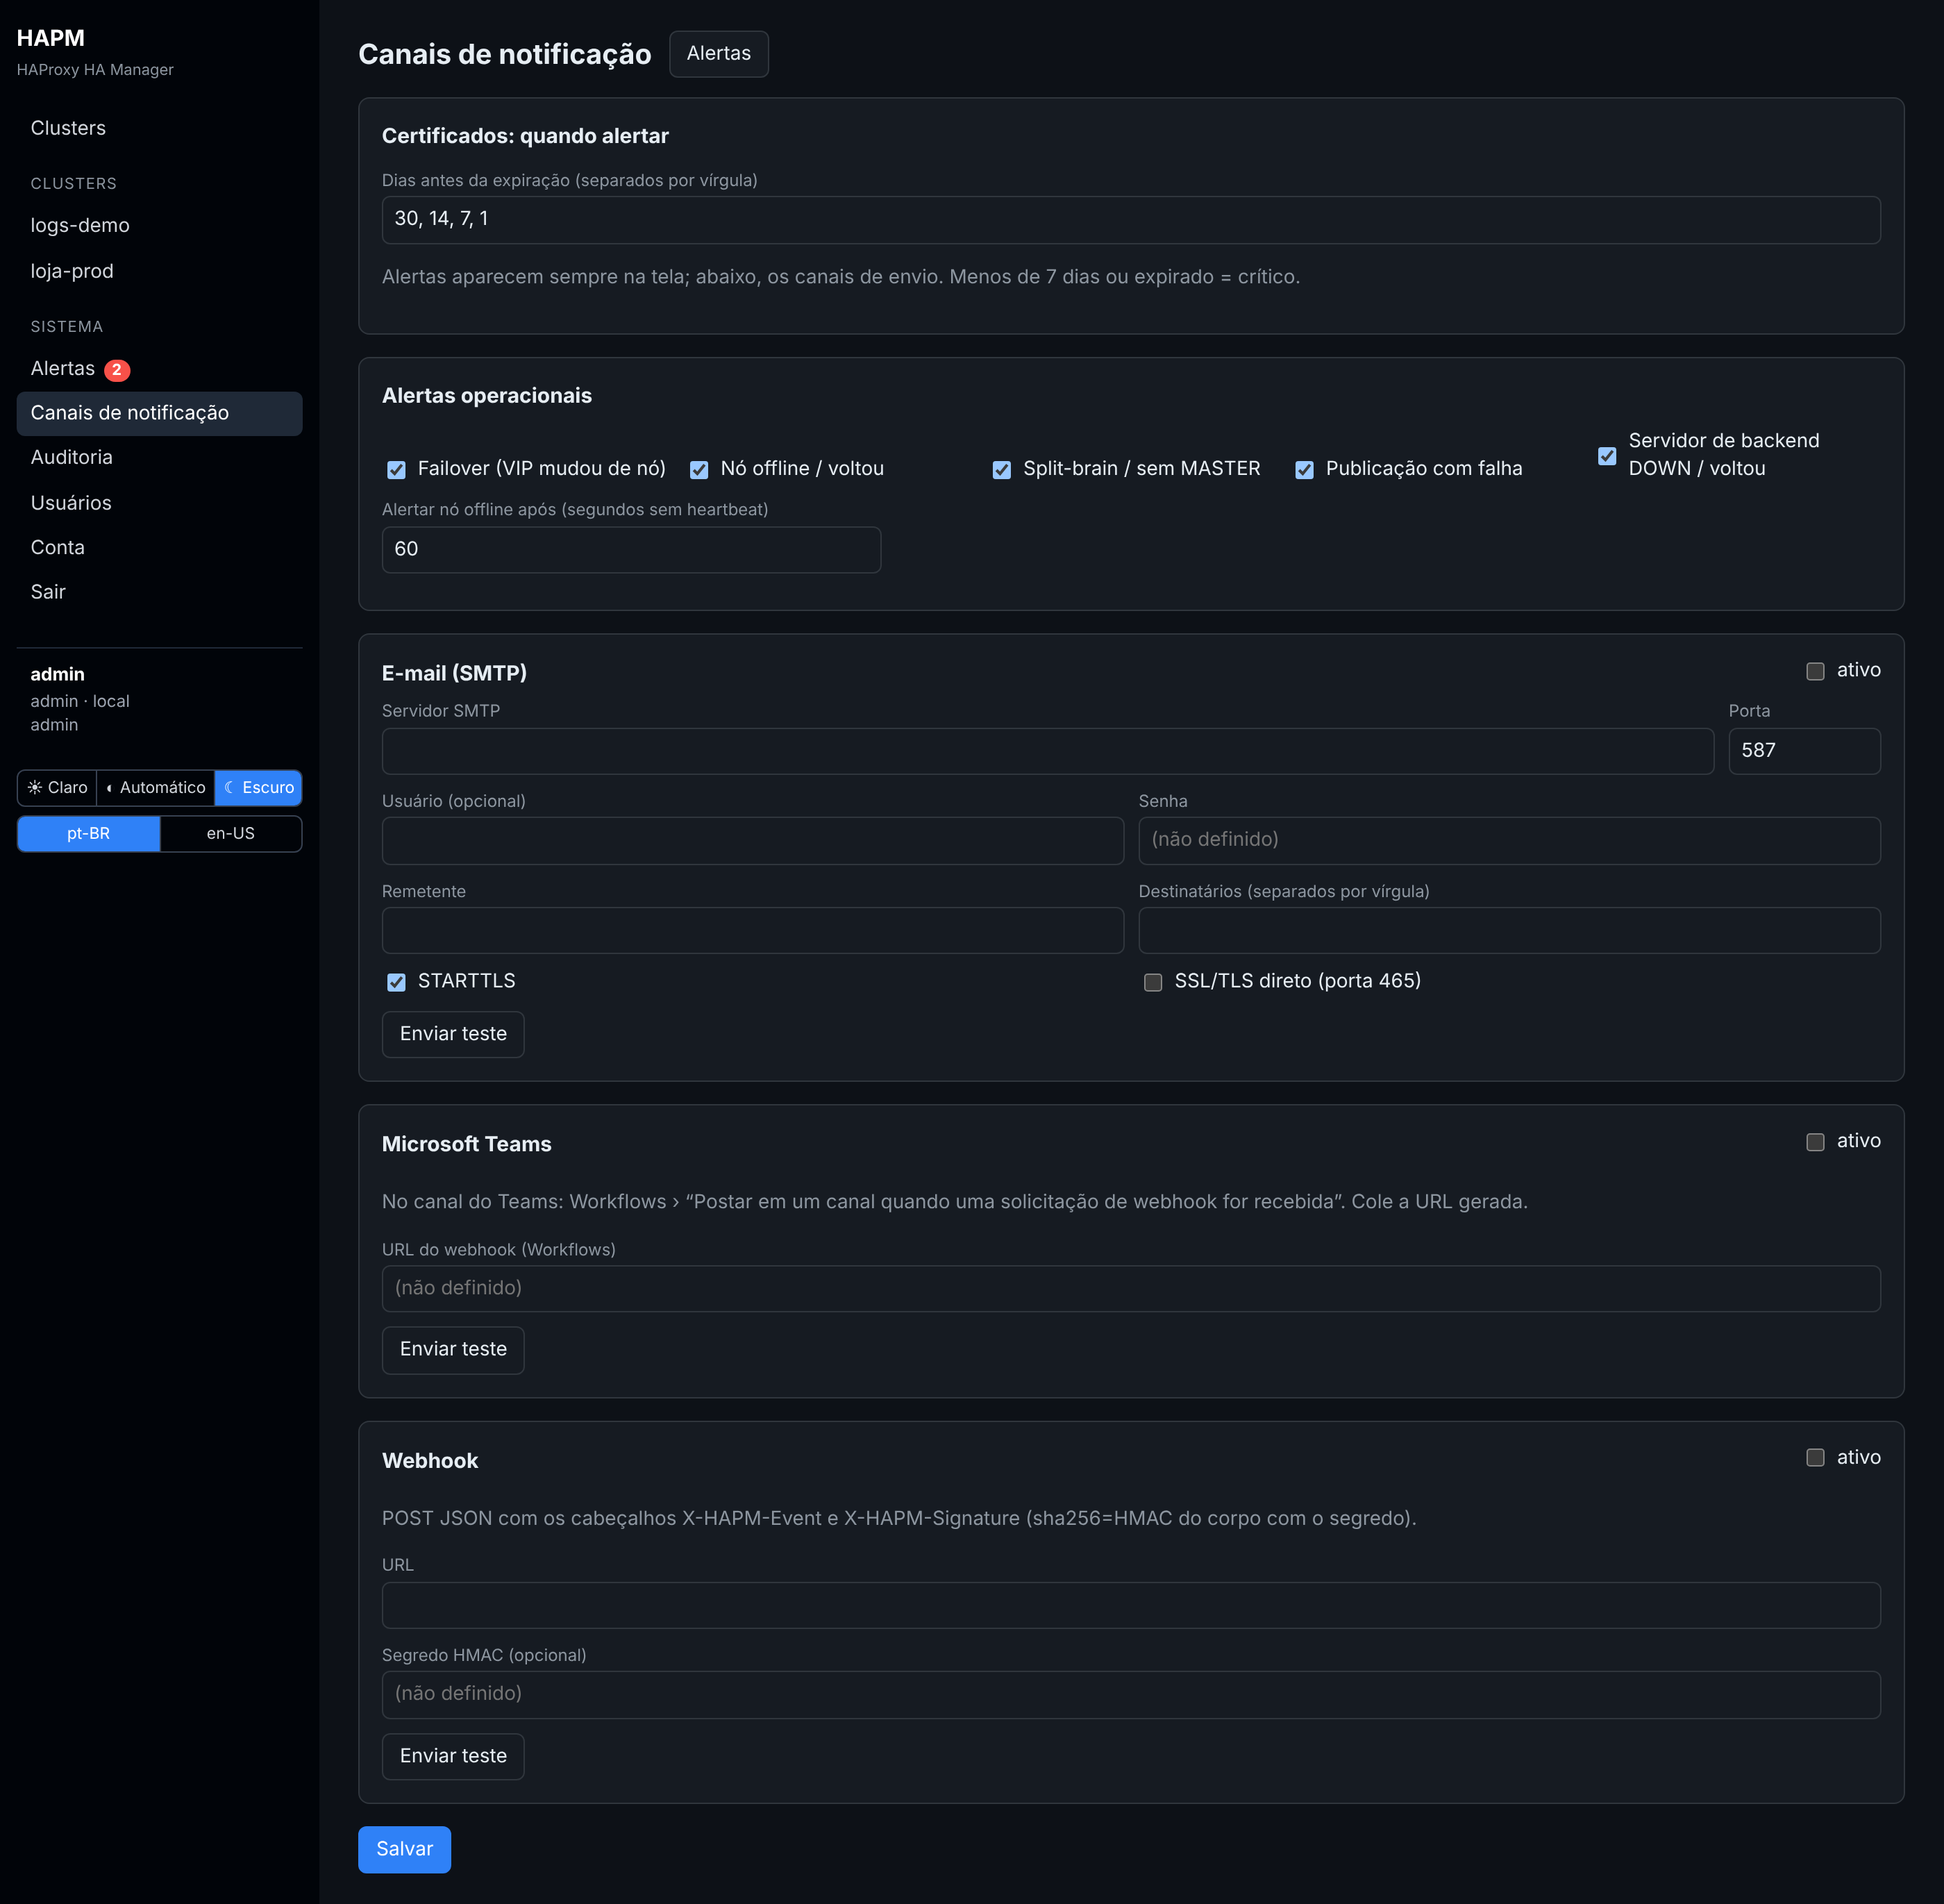 HAPM
HAProxy HA Manager
Clusters
CLUSTERS
logs-demo
loja-prod
SISTEMA
Alertas 2
Canais de notificação
Auditoria
Usuários
Conta
Sair
admin
admin · local
admin
Claro Automático Escuro
pt-BR en-US
Canais de notificação Alertas
Certificados: quando alertar
Dias antes da expiração (separados por vírgula)
30, 14, 7, 1
Alertas aparecem sempre na tela; abaixo, os canais de envio. Menos de 7 dias ou expirado = crítico.
Alertas operacionais
Failover (VIP mudou de nó) Nó offline / voltou Split-brain / sem MASTER Publicação com falha Servidor de backend
DOWN / voltou
Alertar nó offline após (segundos sem heartbeat)
60
E-mail (SMTP) ativo
Servidor SMTP Porta
587
Usuário (opcional) Senha
(não definido)
Remetente Destinatários (separados por vírgula)
STARTTLS SSL/TLS direto (porta 465)
Enviar teste
Microsoft Teams ativo
No canal do Teams: Workflows › “Postar em um canal quando uma solicitação de webhook for recebida”. Cole a URL gerada.
URL do webhook (Workflows)
(não definido)
Enviar teste
Webhook ativo
POST JSON com os cabeçalhos X-HAPM-Event e X-HAPM-Signature (sha256=HMAC do corpo com o segredo).
URL
Segredo HMAC (opcional)
(não definido)
Enviar teste
Salvar